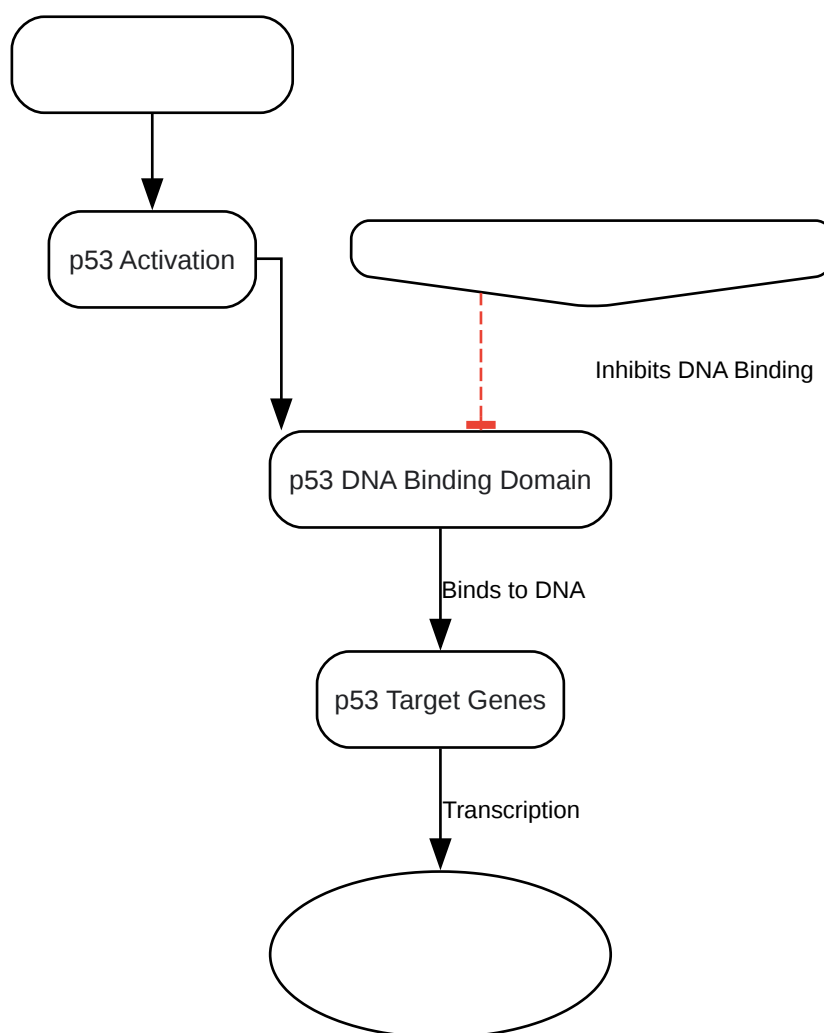 p53 Activation
Inhibits DNA Binding
p53 DNA Binding Domain
Binds to DNA
p53 Target Genes
Transcription